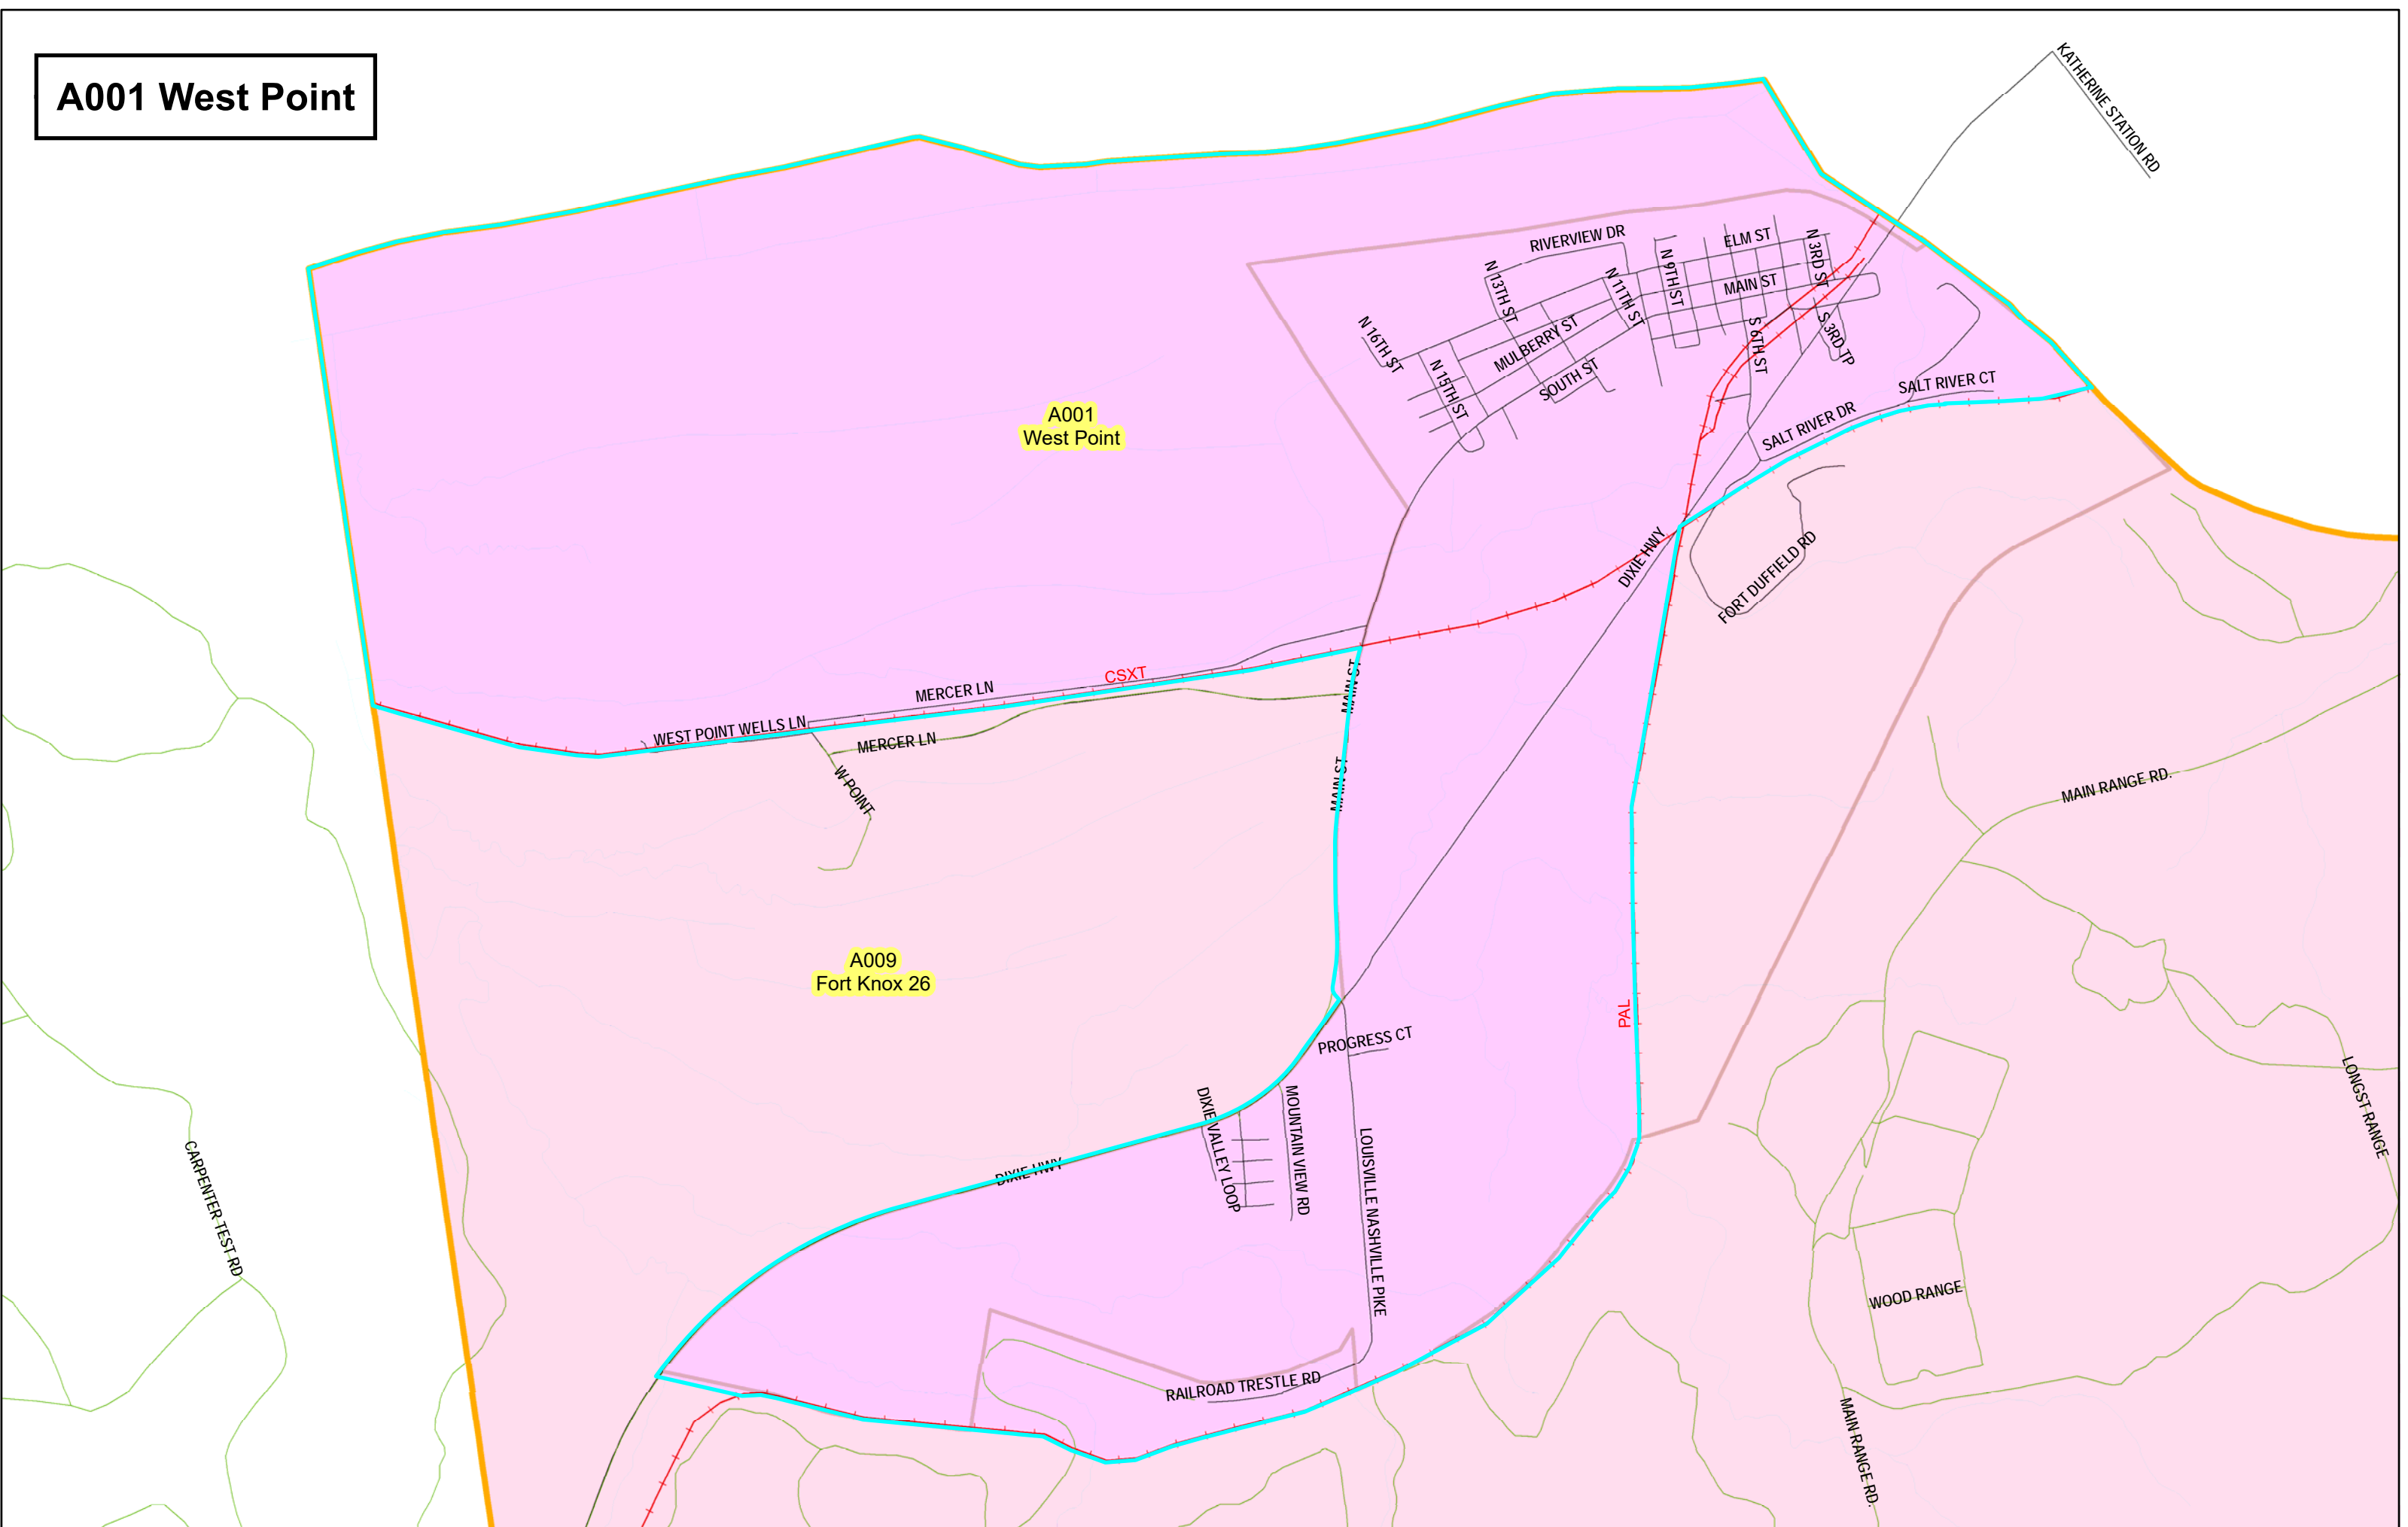 A001 West Point
KATHERINE STATION RD
RIVERVIEW DR
ELM ST
N 3RD ST
N 9TH ST
N 13TH ST
N 11TH ST
MAIN ST
N 16TH ST
MULBERRY ST
S 6TH ST
S 3RD TP
N 15TH ST
SOUTH ST
SALT RIVER CT
A001
West Point
SALT RIVER DR
DIXIE HWY
FORT DUFFIELD RD
CSXT
MERCER LN
MAIN ST
WEST POINT WELLS LN
MERCER LN
W POINT
MAIN ST
MAIN RANGE RD.
A009
Fort Knox 26
PAL
PROGRESS CT
LONGST RANGE
DIXIE VALLEY LOOP
MOUNTAIN VIEW RD
LOUISVILLE NASHVILLE PIKE
DIXIE HWY
CARPENTER TEST RD
WOOD RANGE
RAILROAD TRESTLE RD
MAIN RANGE RD.